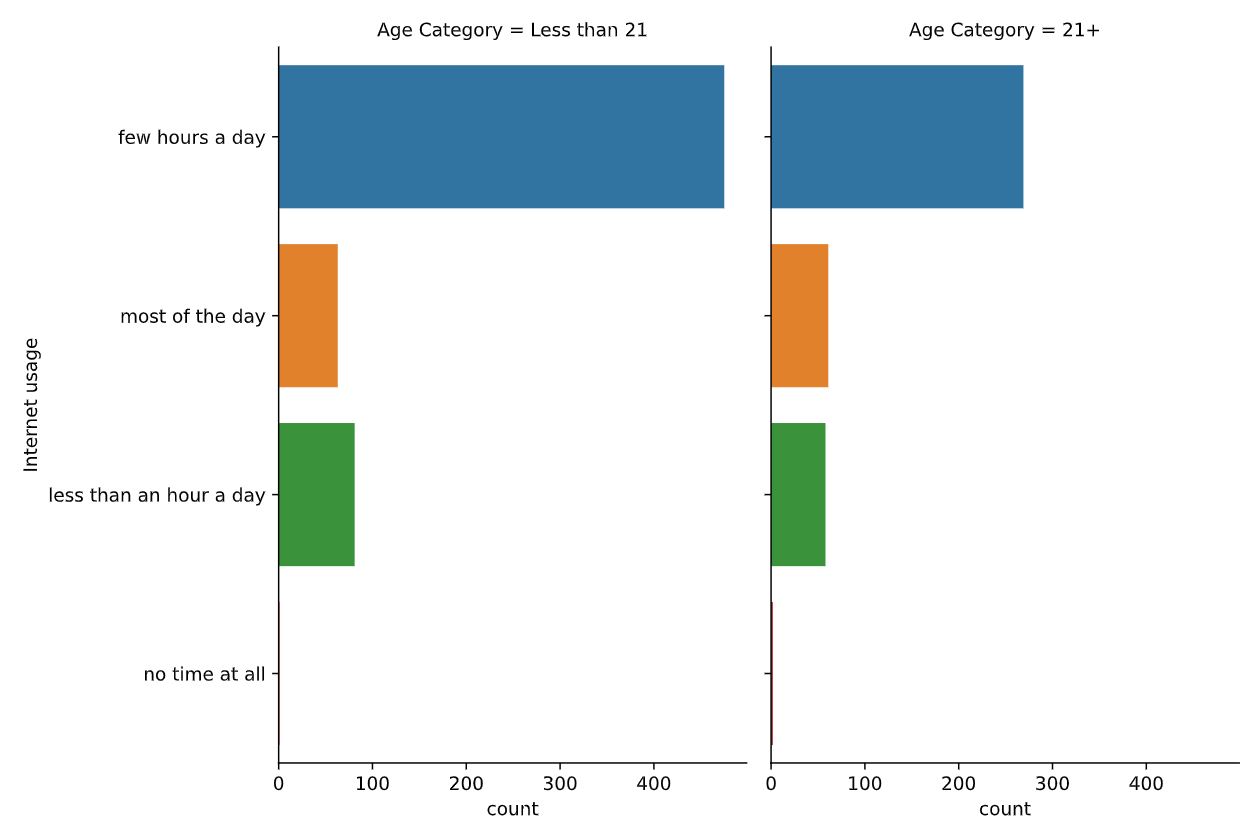 Age Category = Less than 21
Age Category = 21+
Internet usage
few hours a day
most of the day
less than an hour a day
no time at all
0 100 200 300 400
0 100 200 300 400
count
count